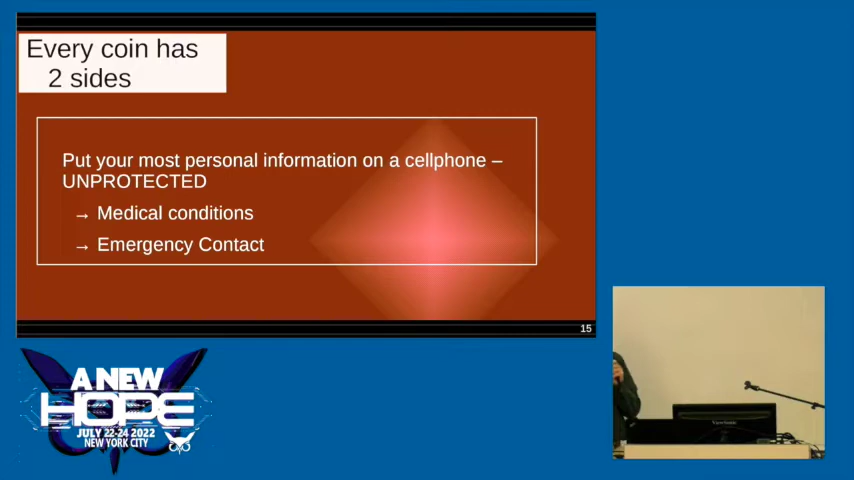 Every coin has
2 sides
Put your most personal information on a cellphone –
UNPROTECTED
→ Medical conditions
→ Emergency Contact
15
A NEW
HOPE
JULY 22-24 2022
NEW YORK CITY
ViewSonic